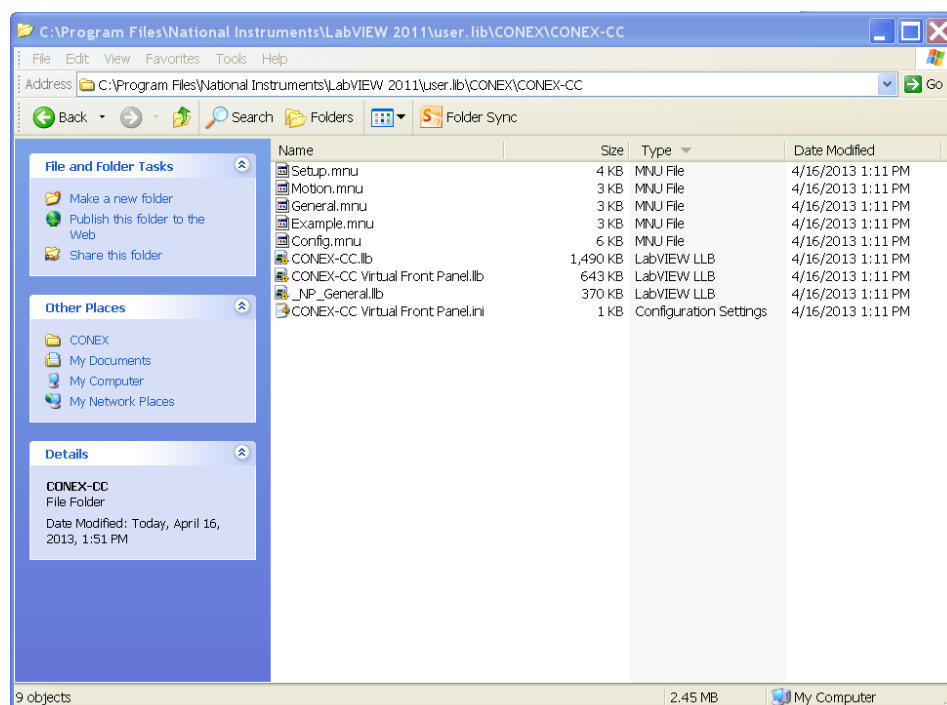 C:\Program Files\National Instruments\LabVIEW 2011\user.lib\CONEX\CONEX-CC
File Edit View Favorites Tools Help
Address C:\Program Files\National Instruments\LabVIEW 2011\user.lib\CONEX\CONEX-CC Go
Back Search Folders Folder Sync
File and Folder Tasks
Make a new folder
Publish this folder to the
Web
Share this folder
Other Places
CONEX
My Documents
My Computer
My Network Places
Details
CONEX-CC
File Folder
Date Modified: Today, April 16,
2013, 1:51 PM
Name Size Type Date Modified
Setup.mnu 4 KB MNU File 4/16/2013 1:11 PM
Motion.mnu 3 KB MNU File 4/16/2013 1:11 PM
General.mnu 3 KB MNU File 4/16/2013 1:11 PM
Example.mnu 3 KB MNU File 4/16/2013 1:11 PM
Config.mnu 6 KB MNU File 4/16/2013 1:11 PM
CONEX-CC.llb 1,490 KB LabVIEW LLB 4/16/2013 1:11 PM
CONEX-CC Virtual Front Panel.llb 643 KB LabVIEW LLB 4/16/2013 1:11 PM
_NP_General.llb 370 KB LabVIEW LLB 4/16/2013 1:11 PM
CONEX-CC Virtual Front Panel.ini 1 KB Configuration Settings 4/16/2013 1:11 PM
9 objects 2.45 MB My Computer